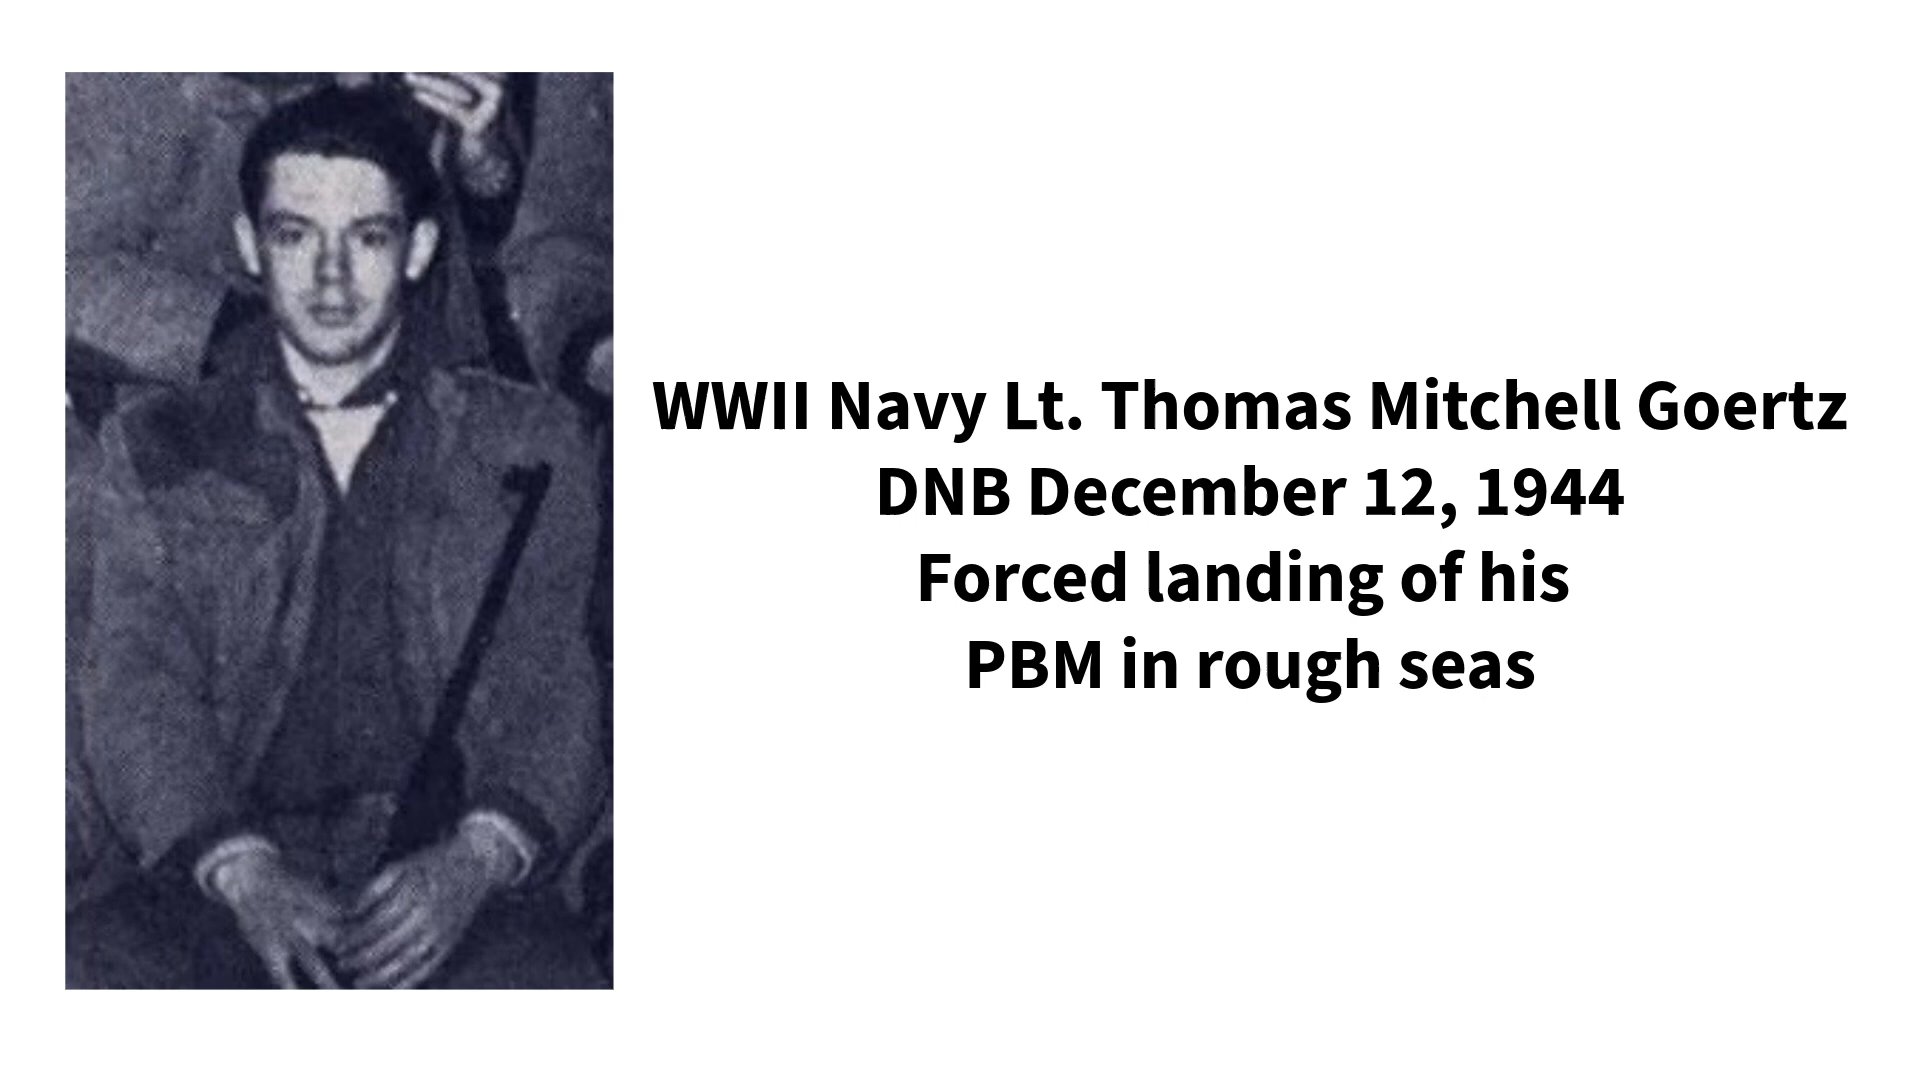 WWII Navy Lt. Thomas Mitchell Goertz
DNB December 12, 1944
Forced landing of his
PBM in rough seas